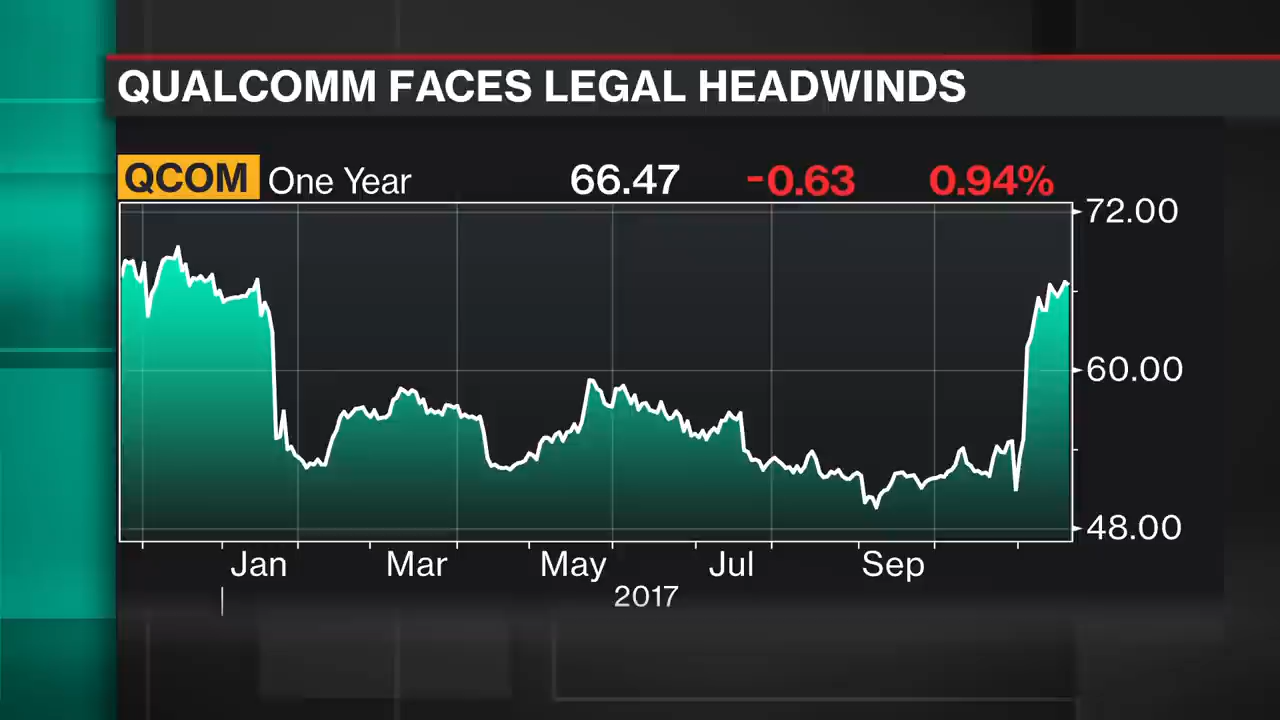 QUALCOMM FACES LEGAL HEADWINDS
QCOM One Year 66.47 -0.63 0.94%
72.00
60.00
48.00
Jan Mar May Jul Sep
2017